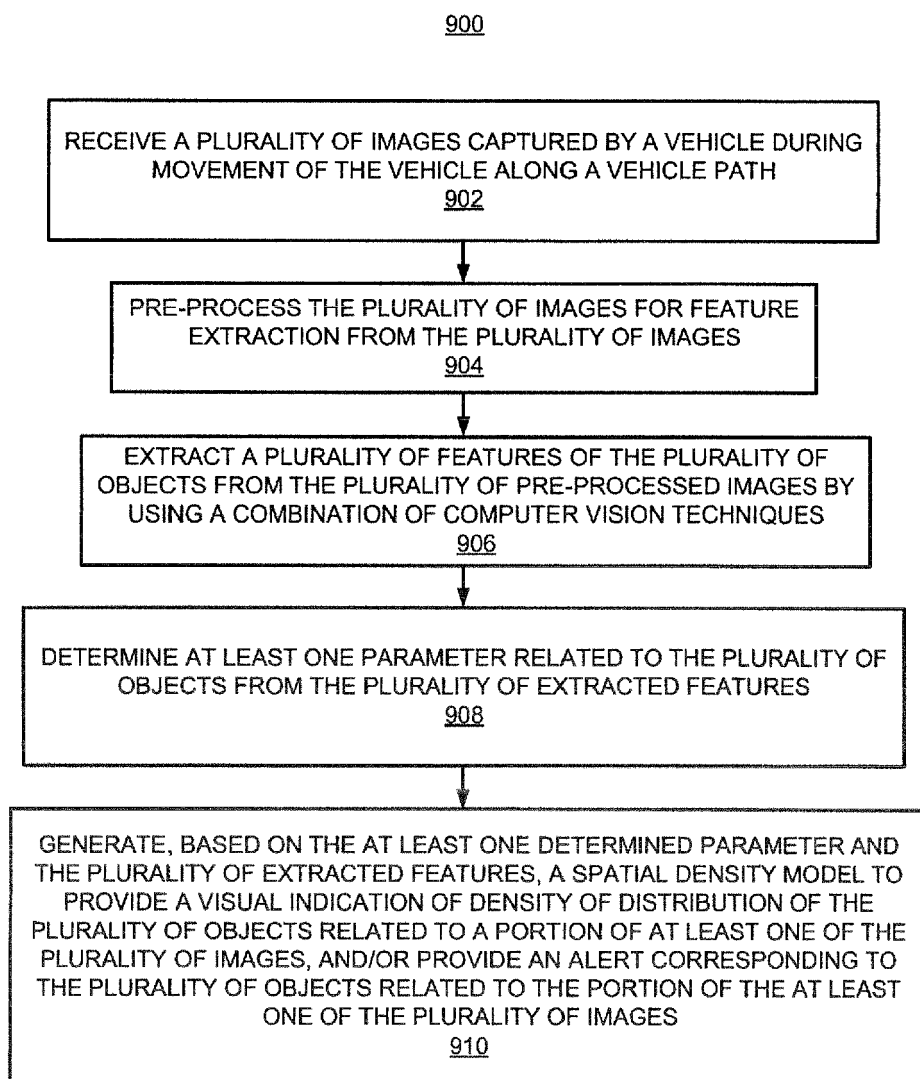 900
RECEIVE A PLURALITY OF IMAGES CAPTURED BY A VEHICLE DURING
MOVEMENT OF THE VEHICLE ALONG A VEHICLE PATH
902
PRE-PROCESS THE PLURALITY OF IMAGES FOR FEATURE
EXTRACTION FROM THE PLURALITY OF IMAGES
904
EXTRACT A PLURALITY OF FEATURES OF THE PLURALITY OF
OBJECTS FROM THE PLURALITY OF PRE-PROCESSED IMAGES BY
USING A COMBINATION OF COMPUTER VISION TECHNIQUES
906
DETERMINE AT LEAST ONE PARAMETER RELATED TO THE PLURALITY OF
OBJECTS FROM THE PLURALITY OF EXTRACTED FEATURES
908
GENERATE, BASED ON THE AT LEAST ONE DETERMINED PARAMETER AND
THE PLURALITY OF EXTRACTED FEATURES, A SPATIAL DENSITY MODEL TO
PROVIDE A VISUAL INDICATION OF DENSITY OF DISTRIBUTION OF THE
PLURALITY OF OBJECTS RELATED TO A PORTION OF AT LEAST ONE OF THE
PLURALITY OF IMAGES, AND/OR PROVIDE AN ALERT CORRESPONDING TO
THE PLURALITY OF OBJECTS RELATED TO THE PORTION OF THE AT LEAST
ONE OF THE PLURALITY OF IMAGES
910